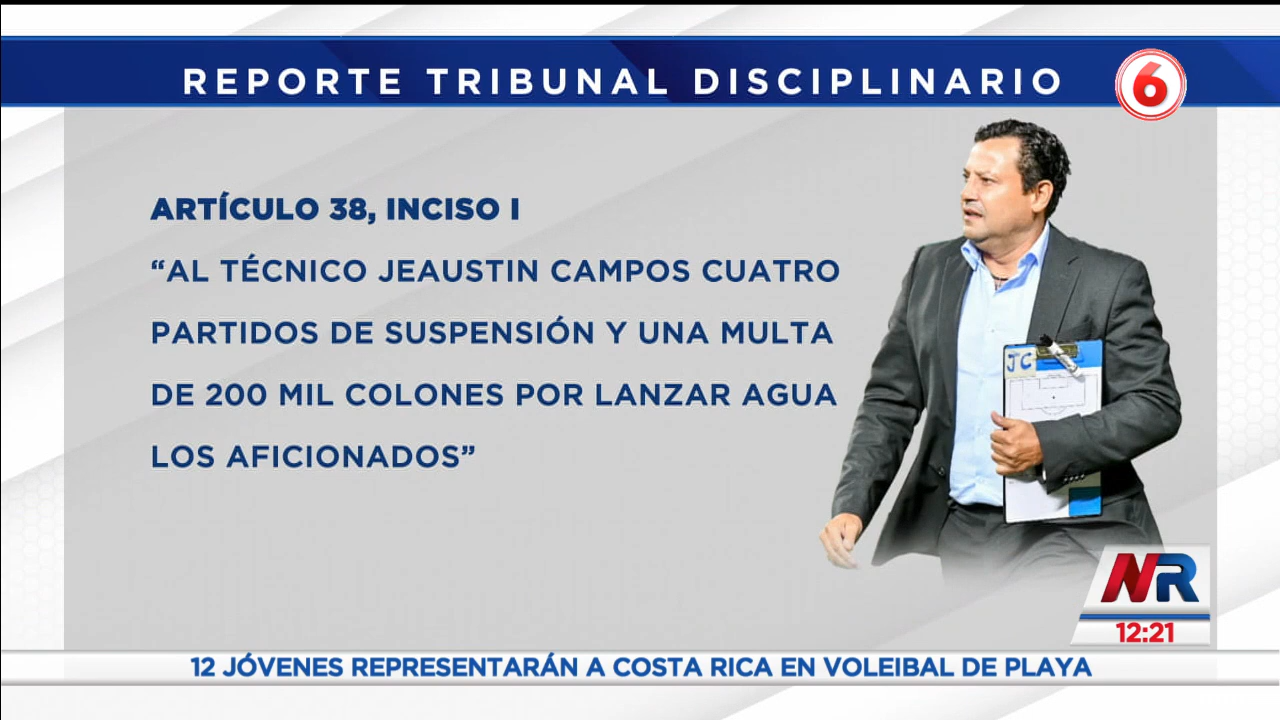 REPORTE TRIBUNAL DISCIPLINARIO
6
ARTÍCULO 38, INCISO I
“AL TÉCNICO JEAUSTIN CAMPOS CUATRO
PARTIDOS DE SUSPENSIÓN Y UNA MULTA
DE 200 MIL COLONES POR LANZAR AGUA
LOS AFICIONADOS”
JC
NR
12:21
12 JÓVENES REPRESENTARÁN A COSTA RICA EN VOLEIBAL DE PLAYA